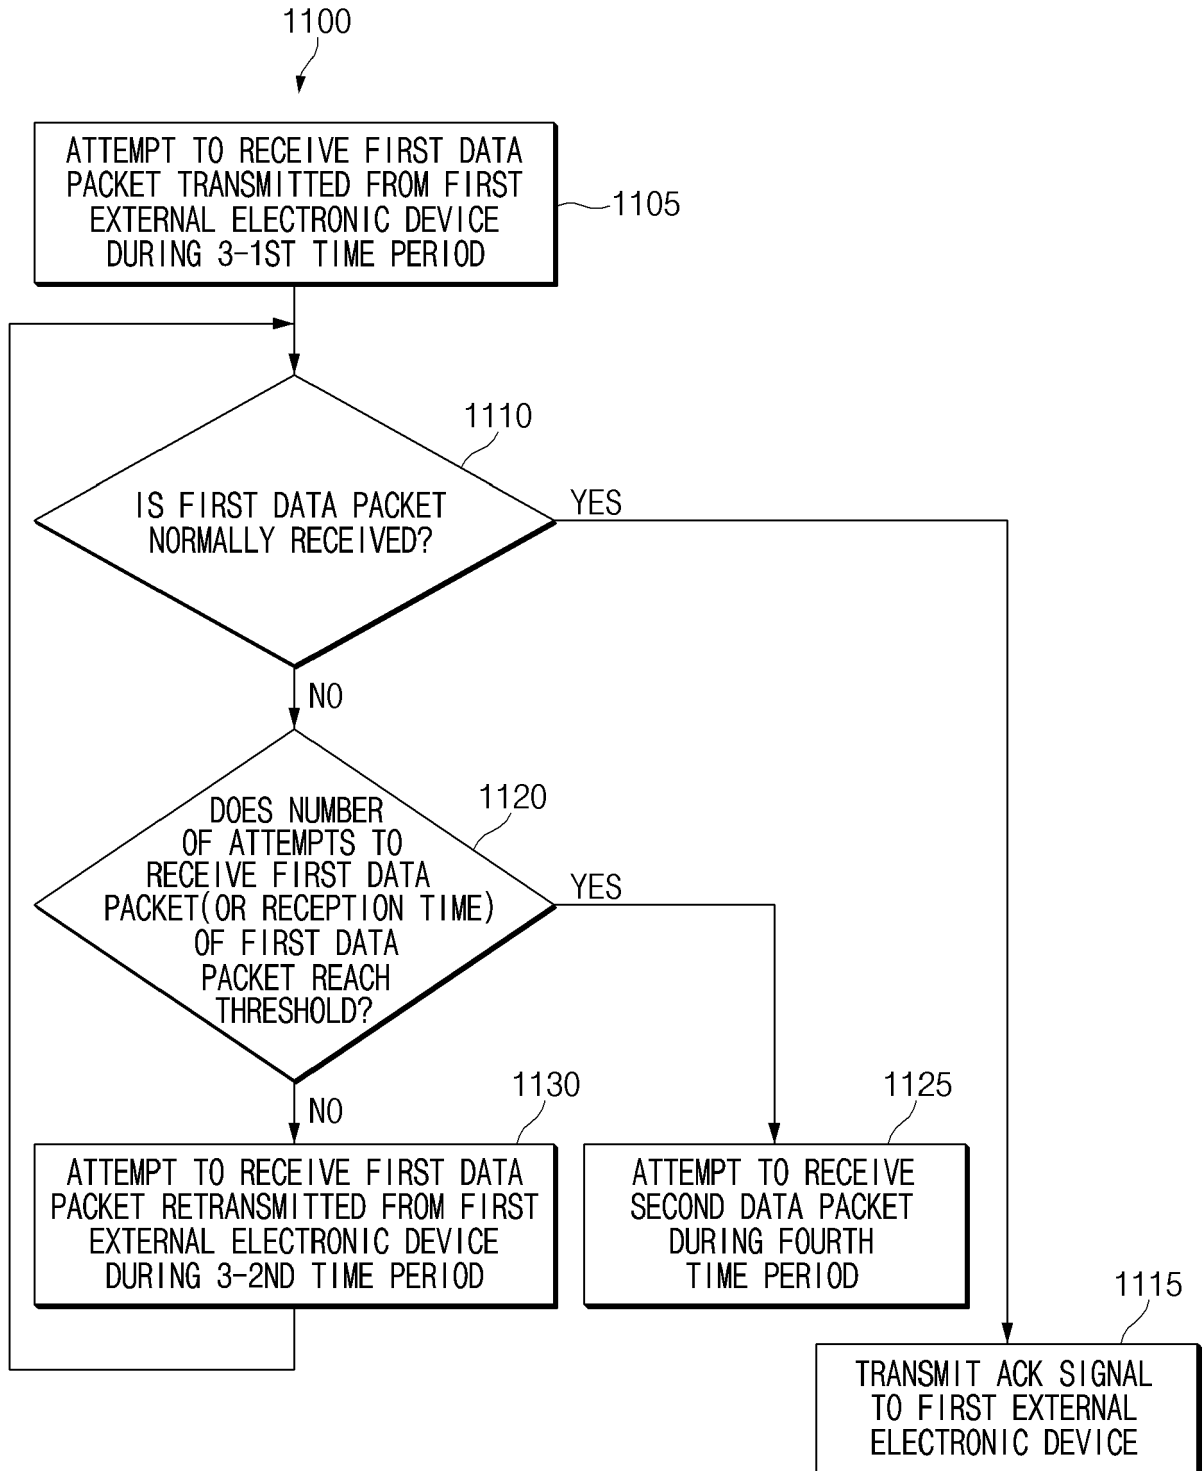 1100
ATTEMPT TO RECEIVE FIRST DATA
PACKET TRANSMITTED FROM FIRST
EXTERNAL ELECTRONIC DEVICE
DURING 3-1ST TIME PERIOD
1105
1110
IS FIRST DATA PACKET
NORMALLY RECEIVED?
YES
NO
1120
DOES NUMBER
OF ATTEMPTS TO
RECEIVE FIRST DATA
PACKET(OR RECEPTION TIME)
OF FIRST DATA
PACKET REACH
THRESHOLD?
YES
NO
1130
ATTEMPT TO RECEIVE FIRST DATA
PACKET RETRANSMITTED FROM FIRST
EXTERNAL ELECTRONIC DEVICE
DURING 3-2ND TIME PERIOD
1125
ATTEMPT TO RECEIVE
SECOND DATA PACKET
DURING FOURTH
TIME PERIOD
1115
TRANSMIT ACK SIGNAL
TO FIRST EXTERNAL
ELECTRONIC DEVICE